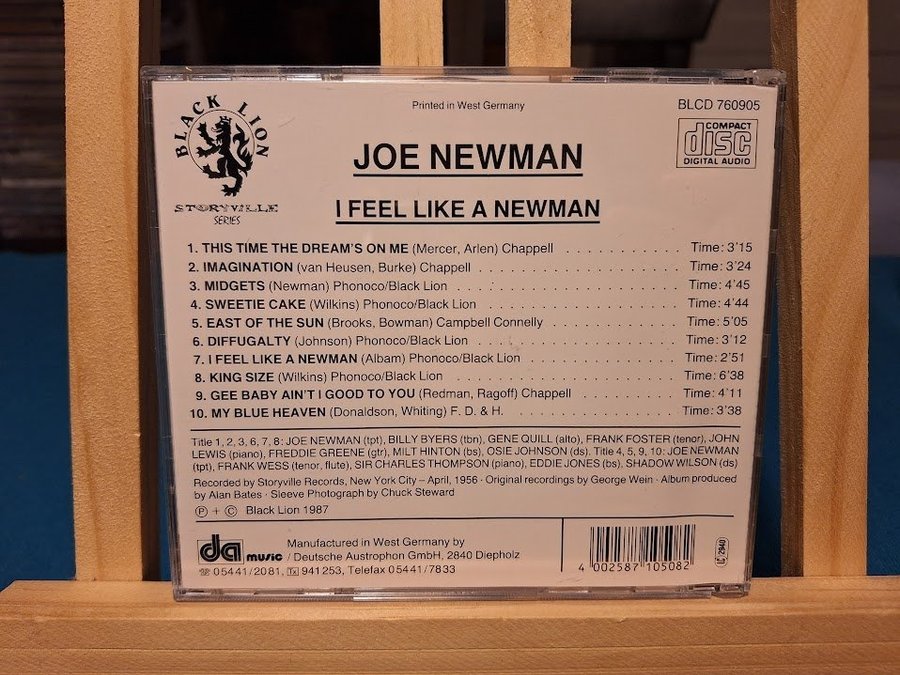 BLACK LION
STORYVILLE
SERIES
Printed in West Germany
BLCD 760905
COMPACT
disc
DIGITAL AUDIO
JOE NEWMAN
I FEEL LIKE A NEWMAN
1. THIS TIME THE DREAM'S ON ME (Mercer, Arlen) Chappell . . . . . . . . . . . . Time: 3'15
2. IMAGINATION (van Heusen, Burke) Chappell . . . . . . . . . . . . Time: 3'24
3. MIDGETS (Newman) Phonoco/Black Lion . . . . . . . . . . . . Time: 4'45
4. SWEETIE CAKE (Wilkins) Phonoco/Black Lion . . . . . . . . . . . . Time: 4'44
5. EAST OF THE SUN (Brooks, Bowman) Campbell Connelly . . . . . . . . . . . . Time: 5'05
6. DIFFUGALTY (Johnson) Phonoco/Black Lion . . . . . . . . . . . . Time: 3'12
7. I FEEL LIKE A NEWMAN (Albam) Phonoco/Black Lion . . . . . . . . . . . . Time: 2'51
8. KING SIZE (Wilkins) Phonoco/Black Lion . . . . . . . . . . . . Time: 6'38
9. GEE BABY AIN'T I GOOD TO YOU (Redman, Ragoff) Chappell . . . . . . . . . . . . Time: 4'11
10. MY BLUE HEAVEN (Donaldson, Whiting) F. D. & H. . . . . . . . . . . . . Time: 3'38
Title 1, 2, 3, 6, 7, 8: JOE NEWMAN (tpt), BILLY BYERS (tbn), GENE QUILL (alto), FRANK FOSTER (tenor), JOHN
LEWIS (piano), FREDDIE GREENE (gtr), MILT HINTON (bs), OSIE JOHNSON (ds). Title 4, 5, 9, 10: JOE NEWMAN
(tpt), FRANK WESS (tenor, flute), SIR CHARLES THOMPSON (piano), EDDIE JONES (bs), SHADOW WILSON (ds)
Recorded by Storyville Records, New York City – April, 1956 · Original recordings by George Wein · Album produced
by Alan Bates · Sleeve Photograph by Chuck Steward
Ⓟ + © Black Lion 1987
da music
Manufactured in West Germany by
/ Deutsche Austrophon GmbH, 2840 Diepholz
☏ 05441/2081, Tx 941253, Telefax 05441/7833
4 002587 105082
LC 2940